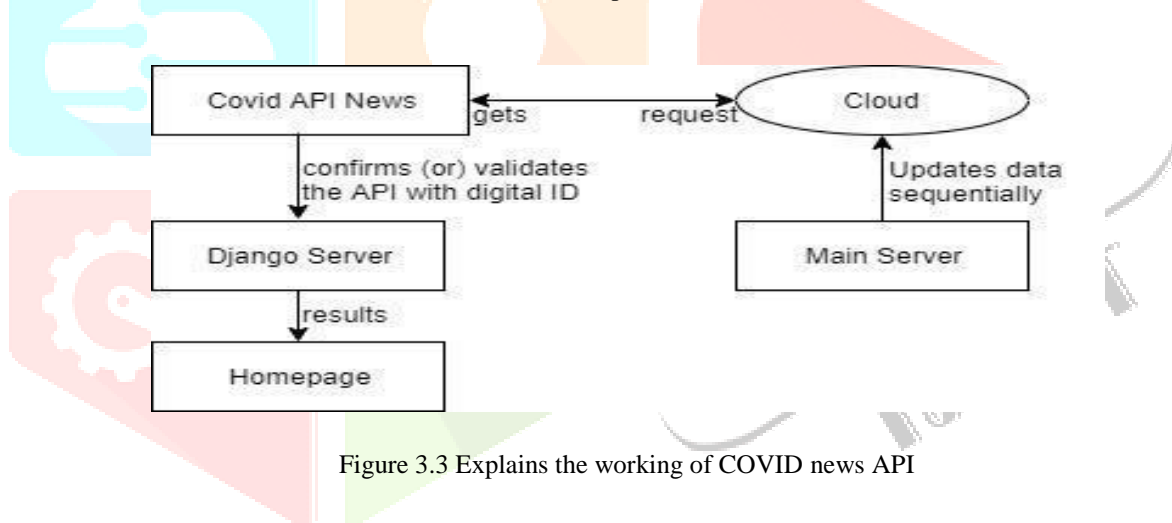 Covid API News
gets
request
Cloud
confirms (or) validates
the API with digital ID
Updates data
sequentially
Django Server
Main Server
results
Homepage
Figure 3.3 Explains the working of COVID news API